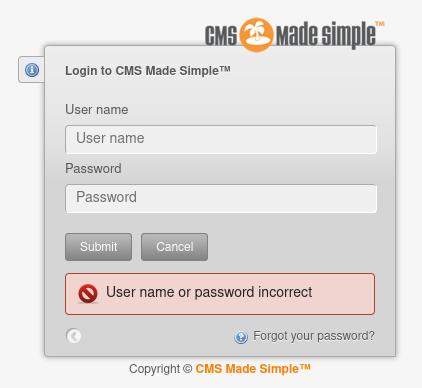 CMS Made Simple™
Login to CMS Made Simple™
User name
User name
Password
Password
Submit Cancel
User name or password incorrect
Forgot your password?
Copyright © CMS Made Simple™